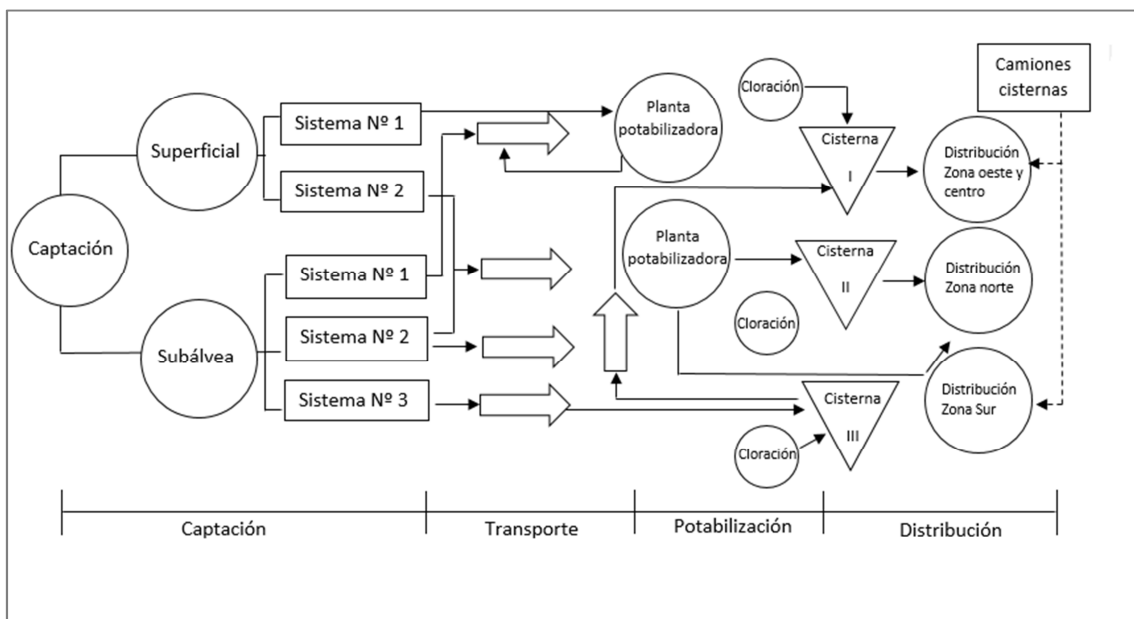 Camiones
cisternas
Cloración
Planta
potabilizadora
Sistema Nº 1
Superficial
Cisterna
I
Distribución
Zona oeste y
centro
Sistema Nº 2
Captación
Planta
potabilizadora
Cisterna
II
Distribución
Zona norte
Sistema Nº 1
Cloración
Sistema Nº 2
Subálvea
Sistema Nº 3
Cisterna
III
Distribución
Zona Sur
Cloración
Captación
Transporte
Potabilización
Distribución